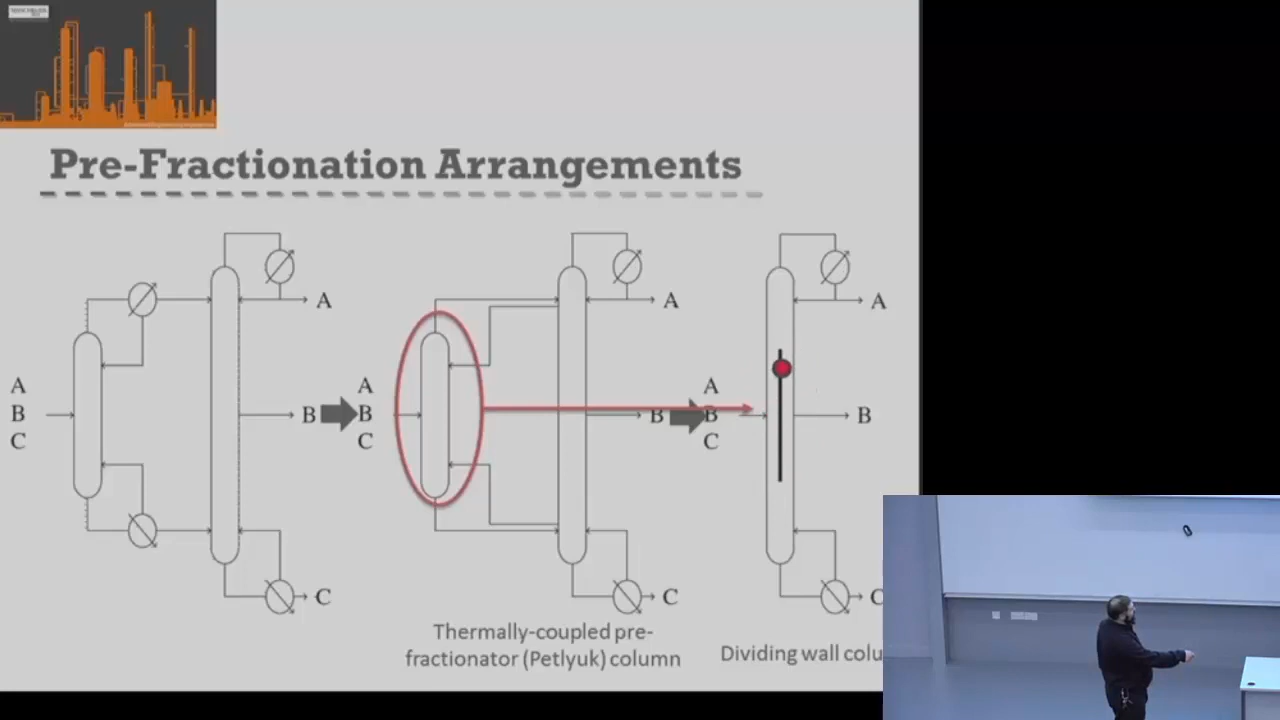 Pre-Fractionation Arrangements
A
A
A
A
B
C
B
A
B
C
B
A
B
C
B
C
C
C
Thermally-coupled pre-
fractionator (Petlyuk) column
Dividing wall colu